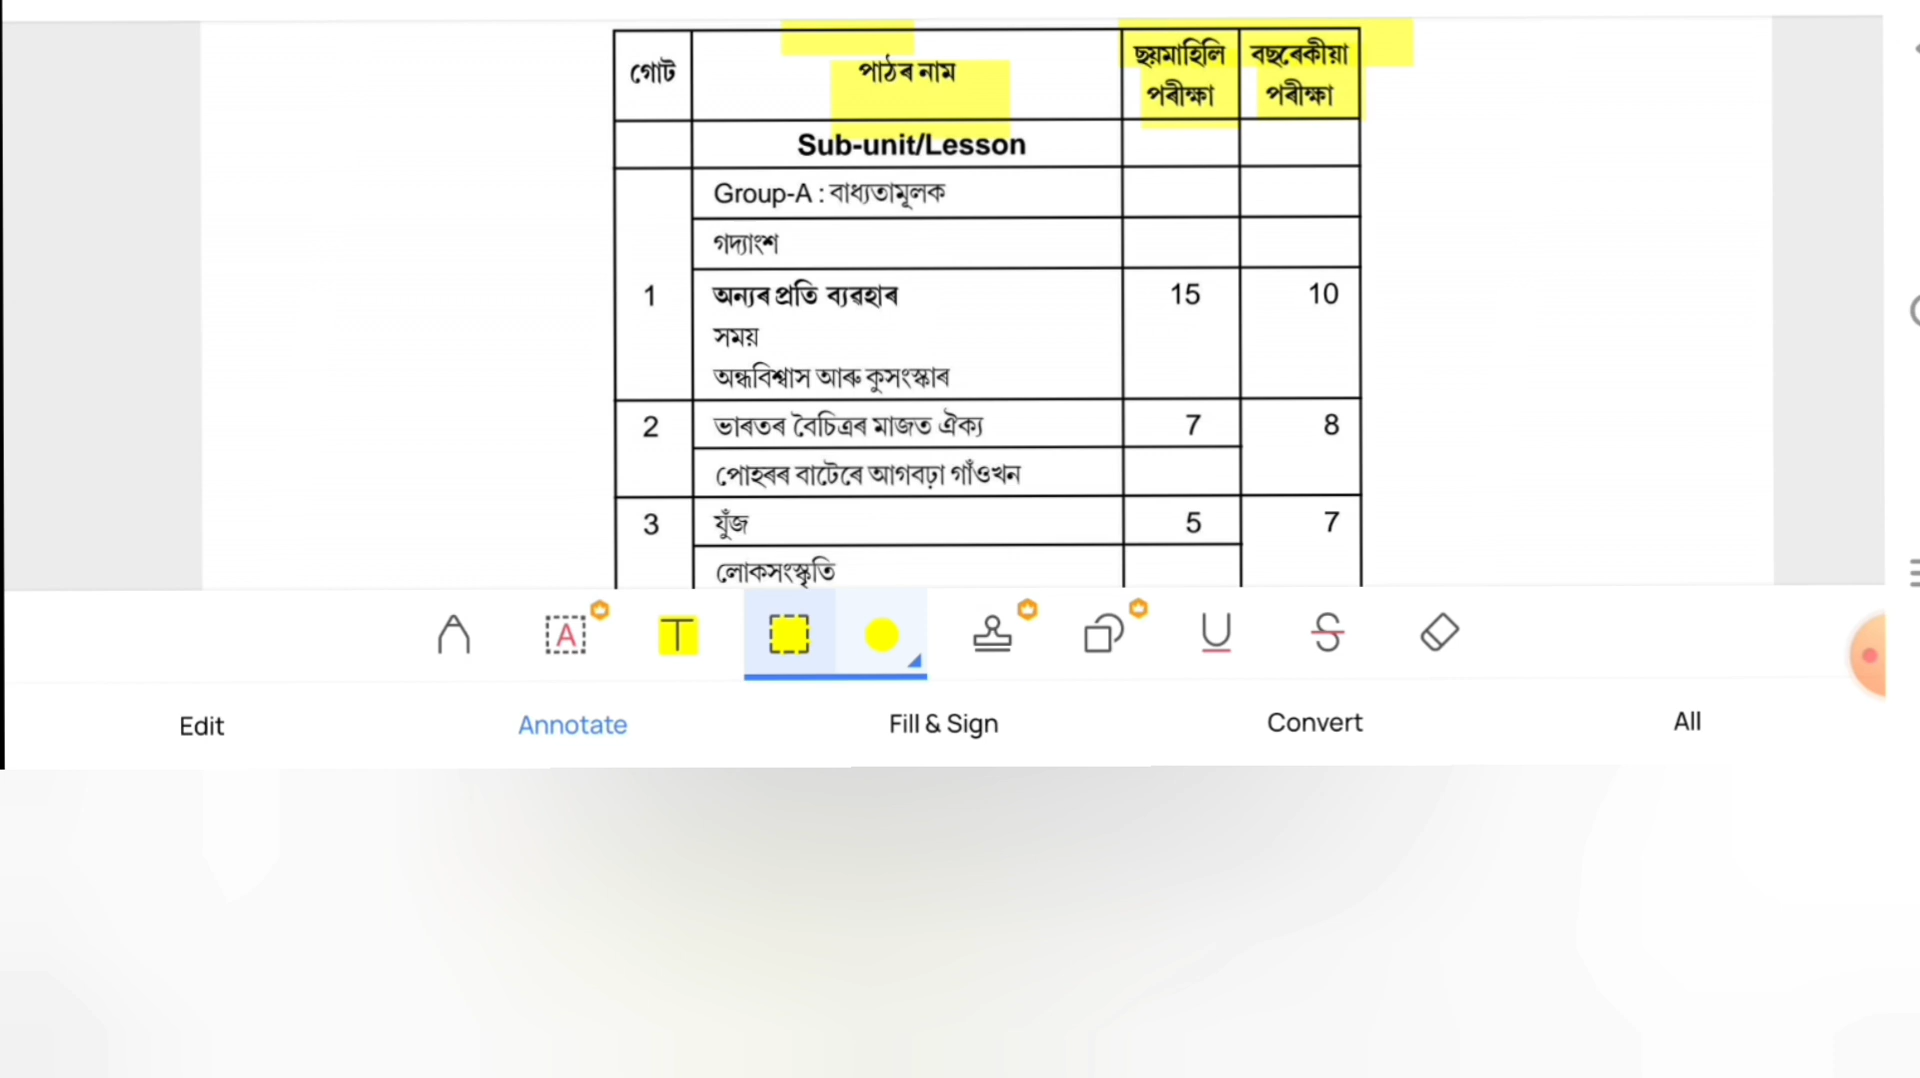 গোট পাঠৰ নাম ছয়মাহিলি পৰীক্ষা বছৰেকীয়া পৰীক্ষা
Sub-unit/Lesson
Group-A : বাধ্যতামূলক
গদ্যাংশ
1 অন্যৰ প্ৰতি ব্যৱহাৰ 15 10
সময়
অন্ধবিশ্বাস আৰু কুসংস্কাৰ
2 ভাৰতৰ বৈচিত্ৰৰ মাজত ঐক্য 7 8
পোহৰৰ বাটেৰে আগবঢ়া গাঁওখন
3 যুঁজ 5 7
লোকসংস্কৃতি
Edit Annotate Fill & Sign Convert All